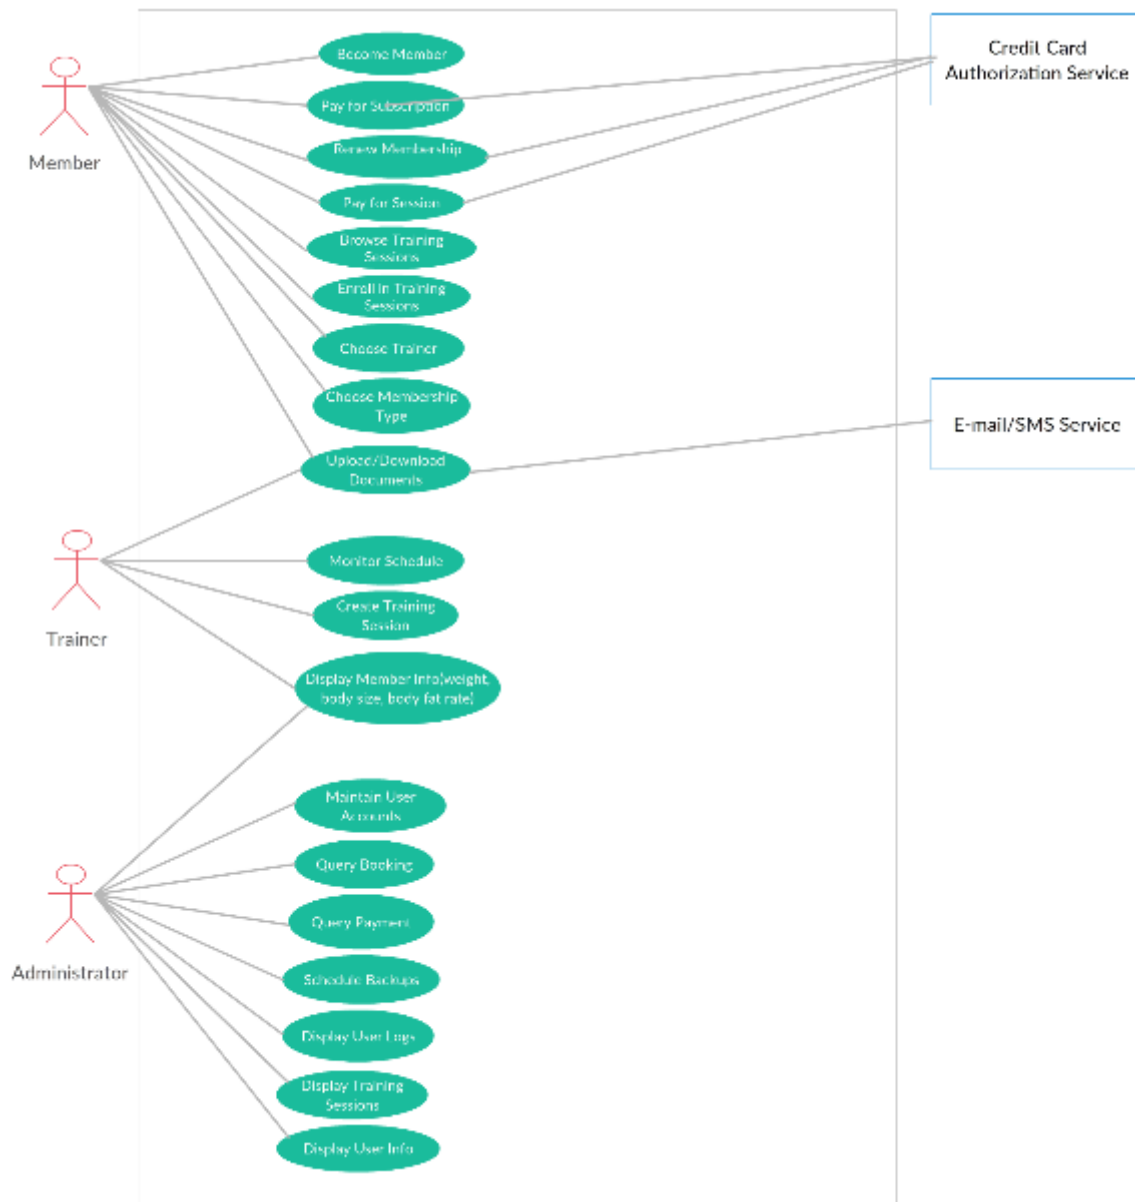 Become Member
Credit Card
Authorization Service
Pay for Subscription
Member
Renew Membership
Pay for Session
Browse Training
Sessions
Enroll in Training
Sessions
Choose Trainer
Choose Membership
Type
E-mail/SMS Service
Upload/Download
Documents
Monitor Schedule
Trainer
Create Training
Session
Display Member Info(weight,
body size, body fat rate)
Maintain User
Accounts
Query Booking
Query Payment
Administrator
Schedule Backups
Display User Logs
Display Training
Sessions
Display User Info